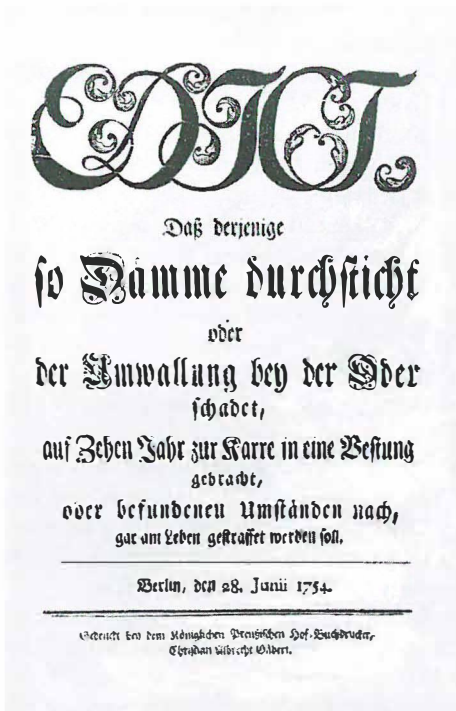 EDICT.
Daß derjenige
so Dämme durchsticht
oder
der Umwallung bey der Oder
schadet,
auf Zehen Jahr zur Karre in eine Vestung
gebracht,
oder befundenen Umständen nach,
gar am Leben gestraffet werden soll.
Berlin, den 28. Junii 1754.
Gedruckt bey dem Königlichen Preußischen Hof-Buchdrucker,
Christian Albrecht Gäbert.